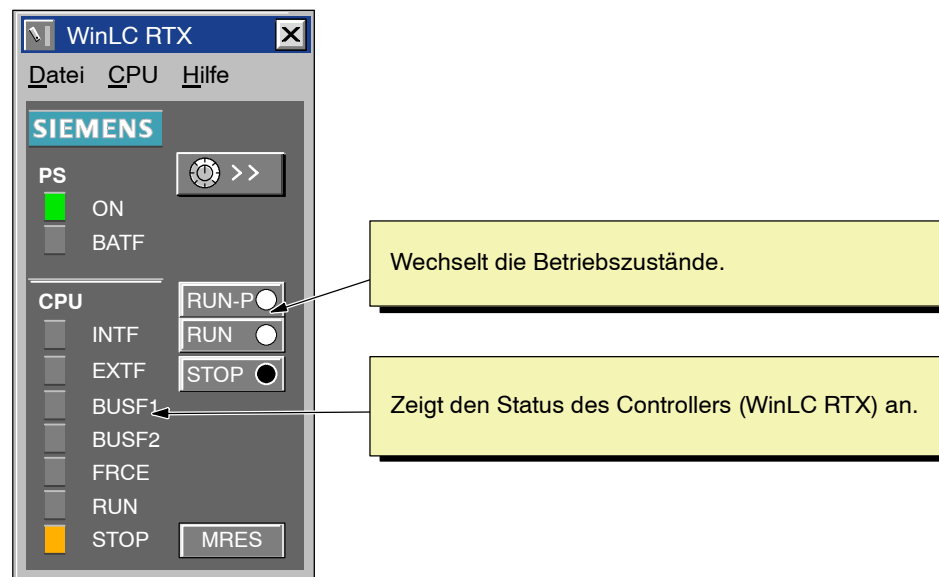 WinLC RTX
Datei CPU Hilfe
SIEMENS
PS
>>
ON
BATF
CPU
RUN-P
INTF
RUN
EXTF
STOP
BUSF1
BUSF2
FRCE
RUN
STOP
MRES
Wechselt die Betriebszustände.
Zeigt den Status des Controllers (WinLC RTX) an.